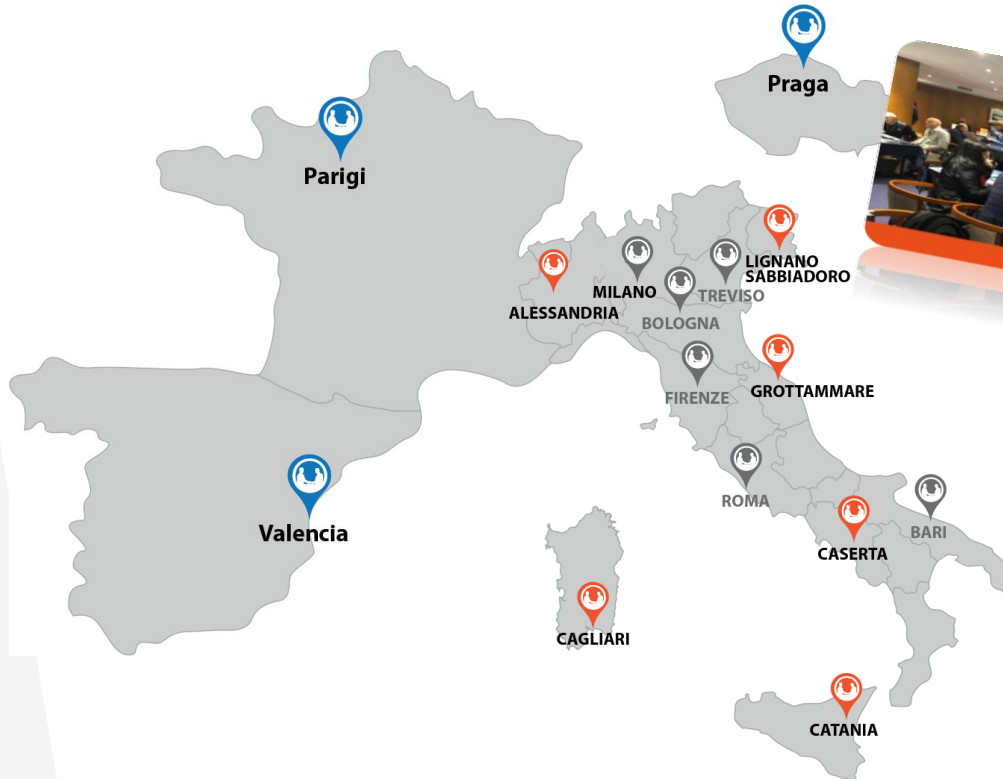 Praga
Parigi
LIGNANO
SABBIADORO
MILANO
TREVISO
ALESSANDRIA
BOLOGNA
FIRENZE
GROTTAMMARE
ROMA
Valencia
BARI
CASERTA
CAGLIARI
CATANIA